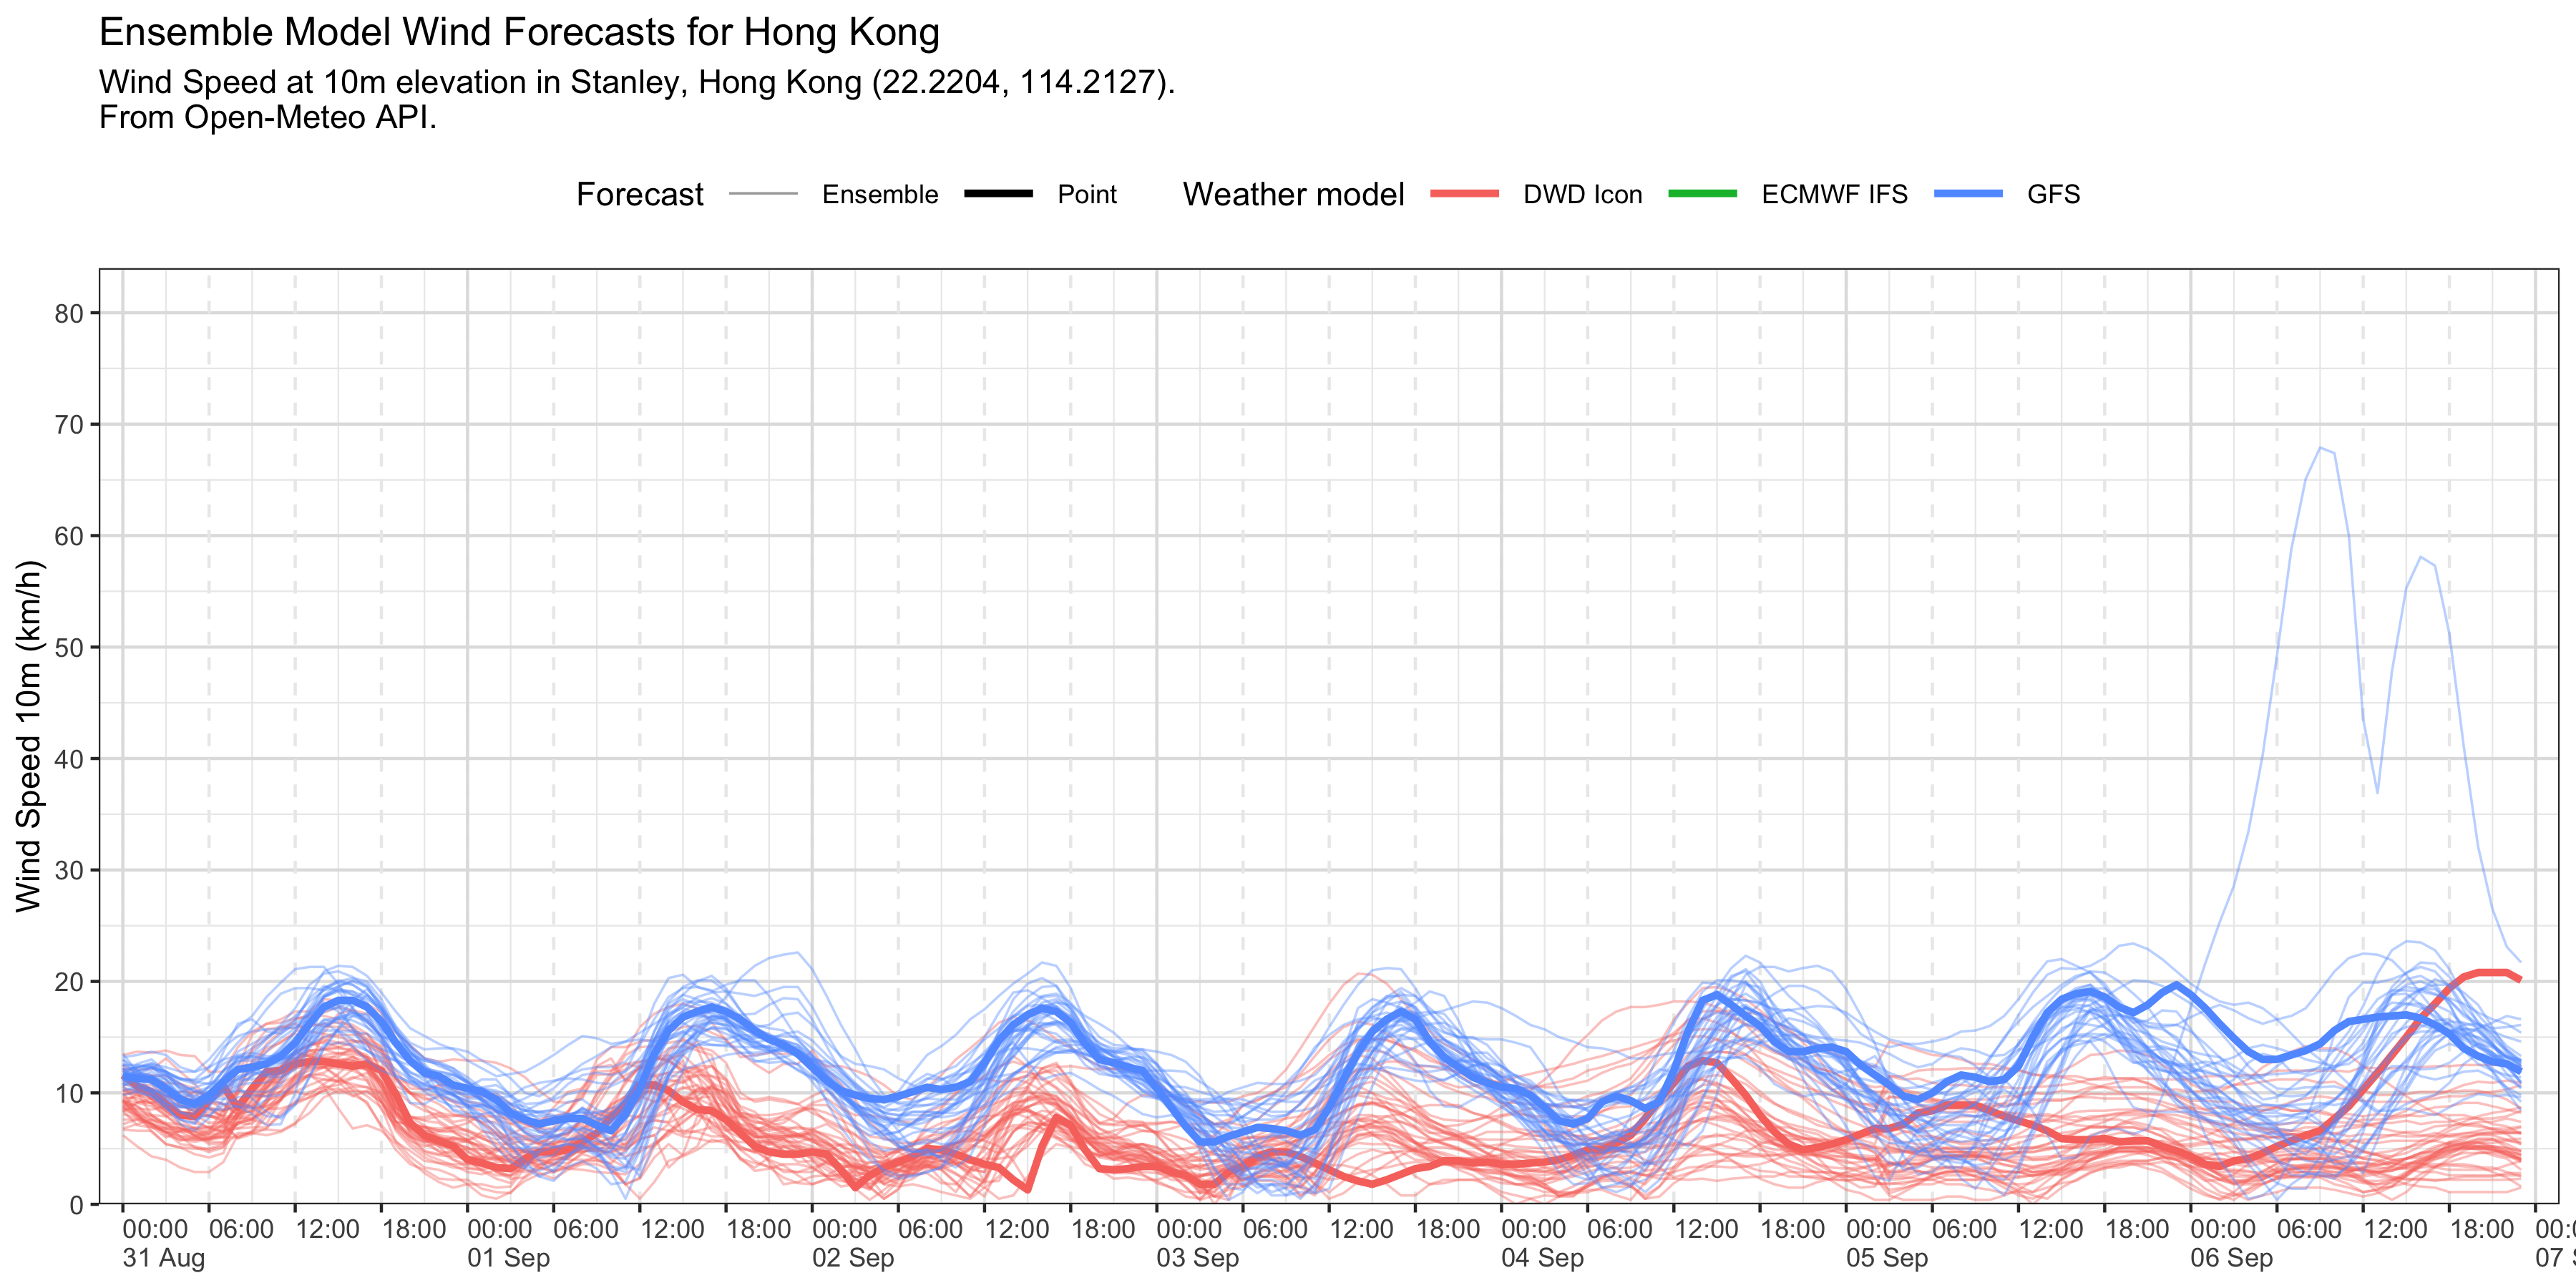 Ensemble Model Wind Forecasts for Hong Kong
Wind Speed at 10m elevation in Stanley, Hong Kong (22.2204, 114.2127).
From Open-Meteo API.
Forecast Ensemble Point Weather model DWD Icon ECMWF IFS GFS
Wind Speed 10m (km/h)
80
70
60
50
40
30
20
10
0
00:00 06:00 12:00 18:00 00:00 06:00 12:00 18:00 00:00 06:00 12:00 18:00 00:00 06:00 12:00 18:00 00:00 06:00 12:00 18:00 00:00 06:00 12:00 18:00 00:00 06:00 12:00 18:00
31 Aug 01 Sep 02 Sep 03 Sep 04 Sep 05 Sep 06 Sep 07